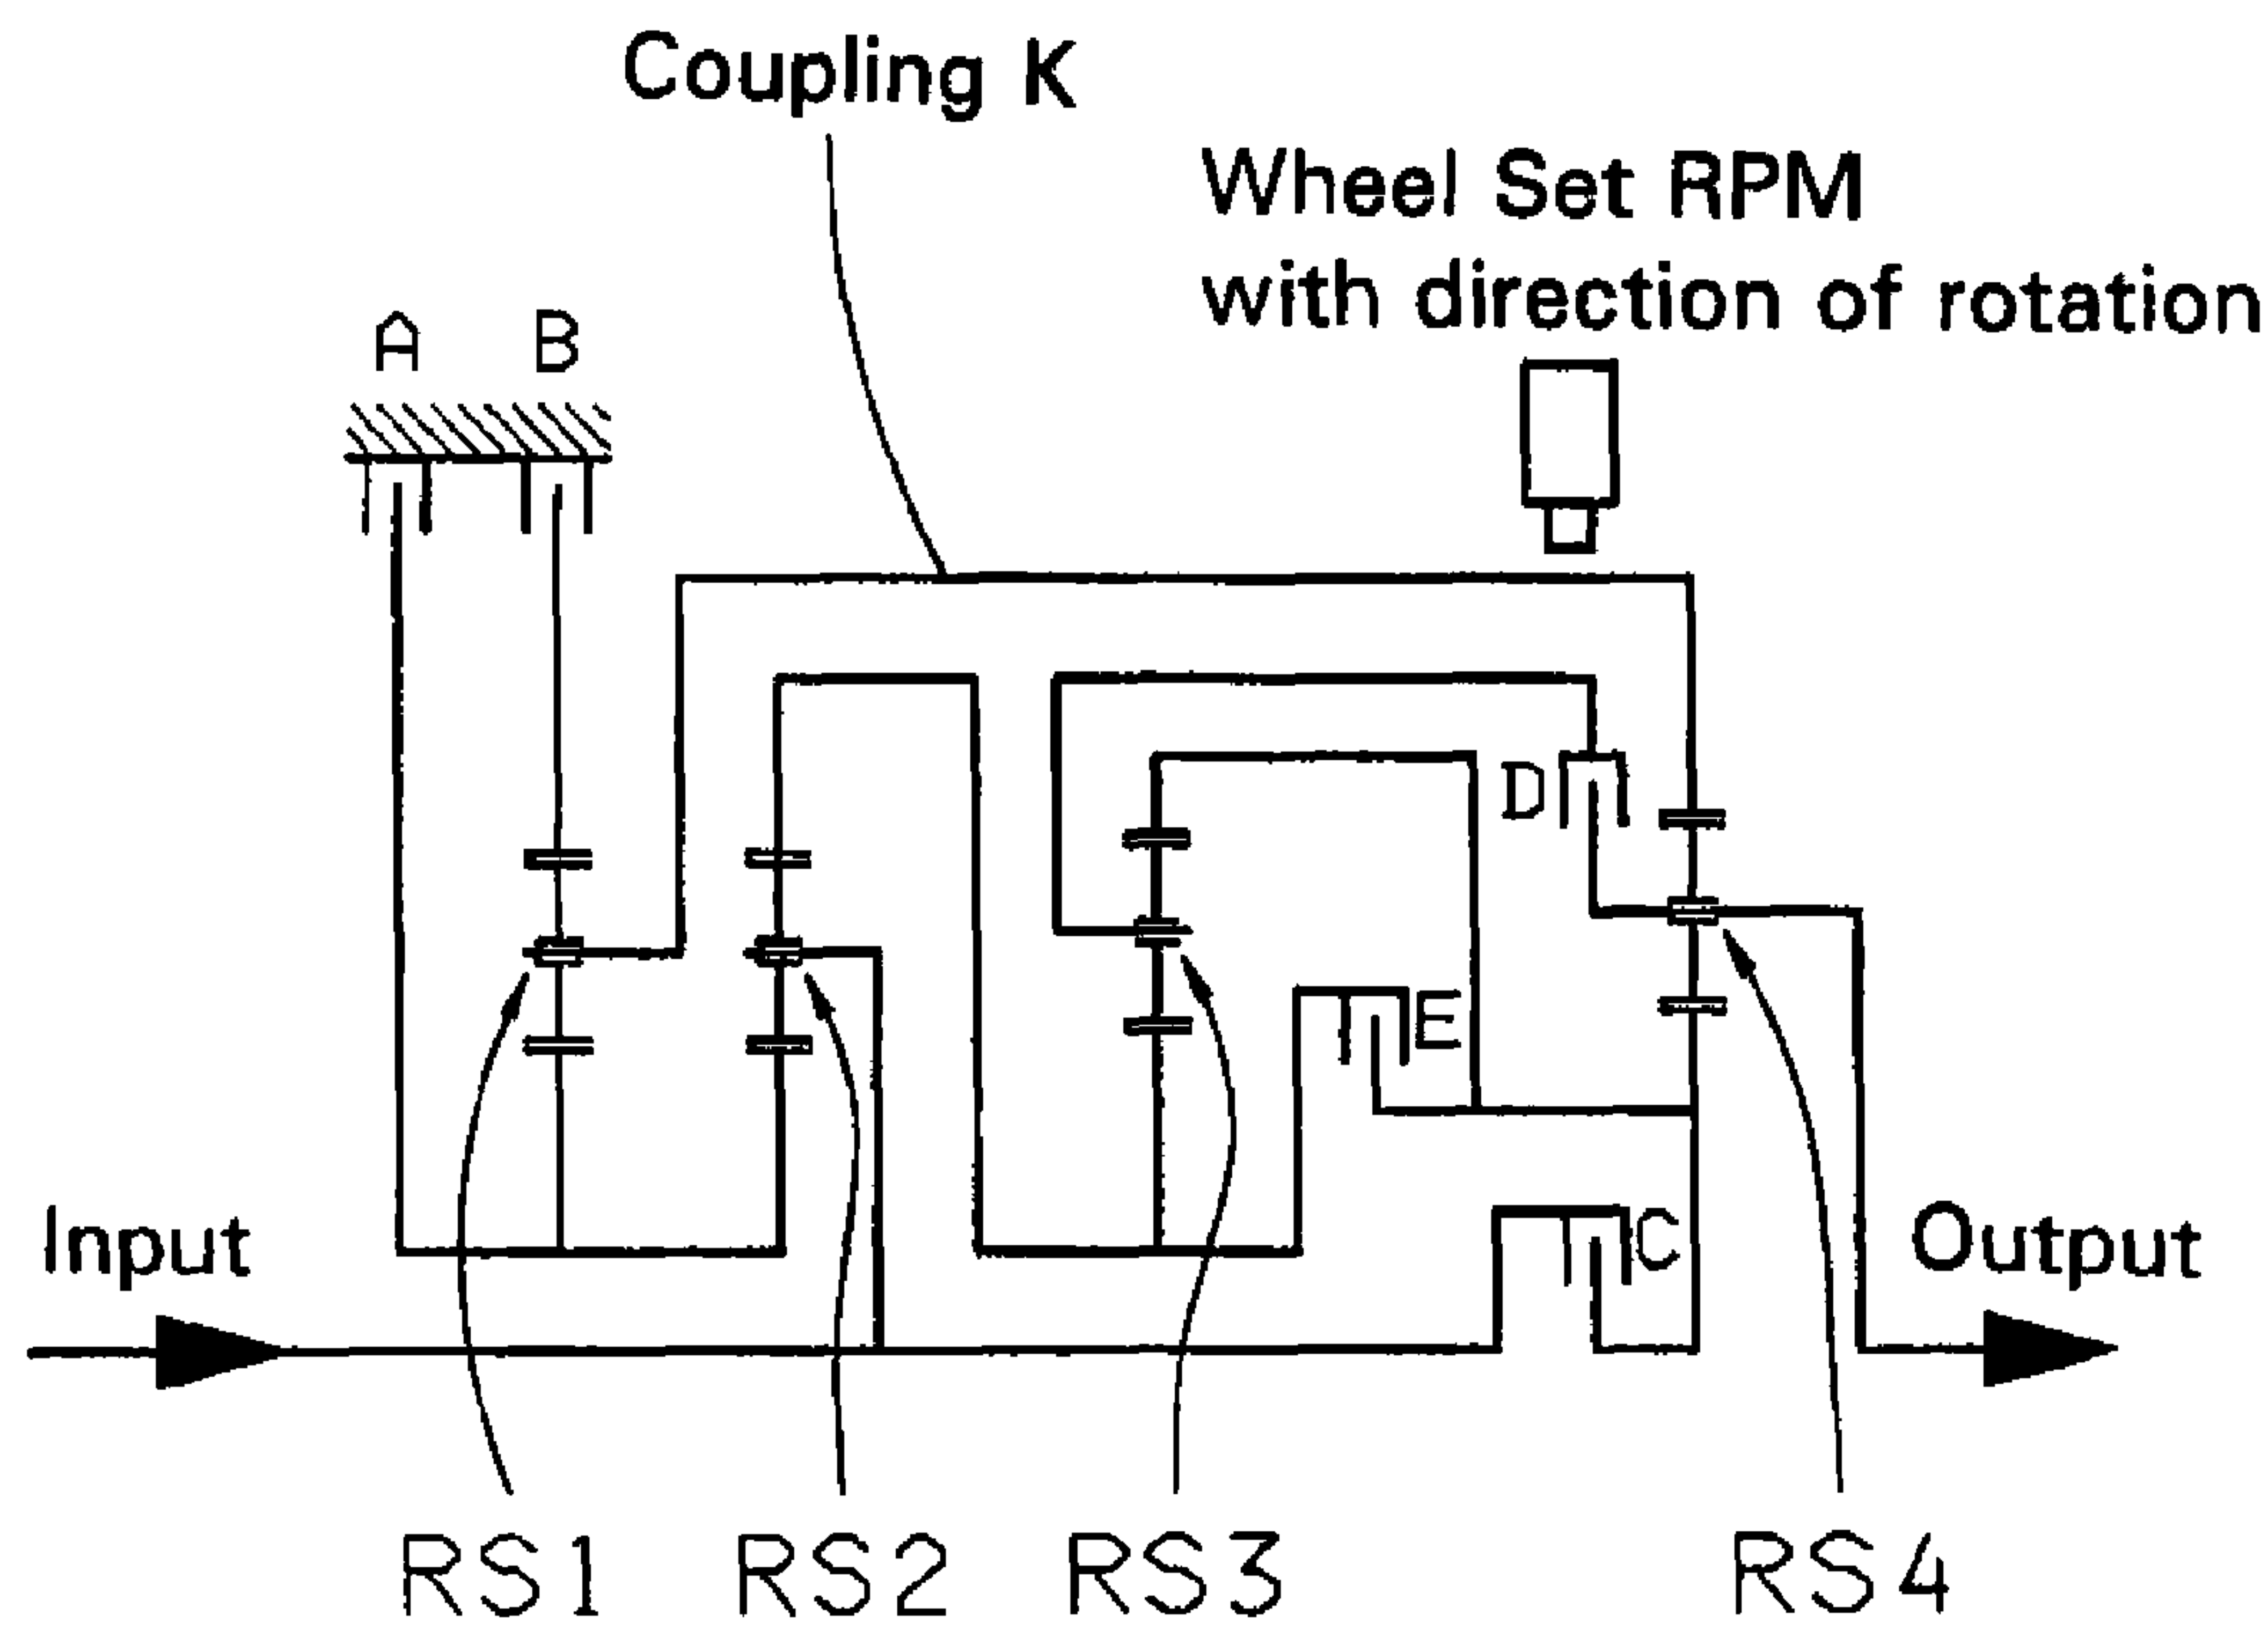 Coupling K
Wheel Set RPM
with direction of rotation
A
B
D
E
C
Input
Output
RS1
RS2
RS3
RS4